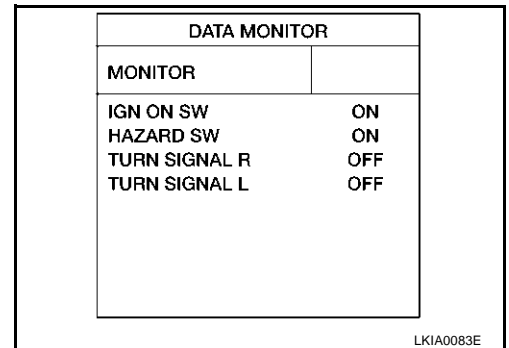 DATA MONITOR
MONITOR
IGN ON SW ON
HAZARD SW ON
TURN SIGNAL R OFF
TURN SIGNAL L OFF
LKIA0083E